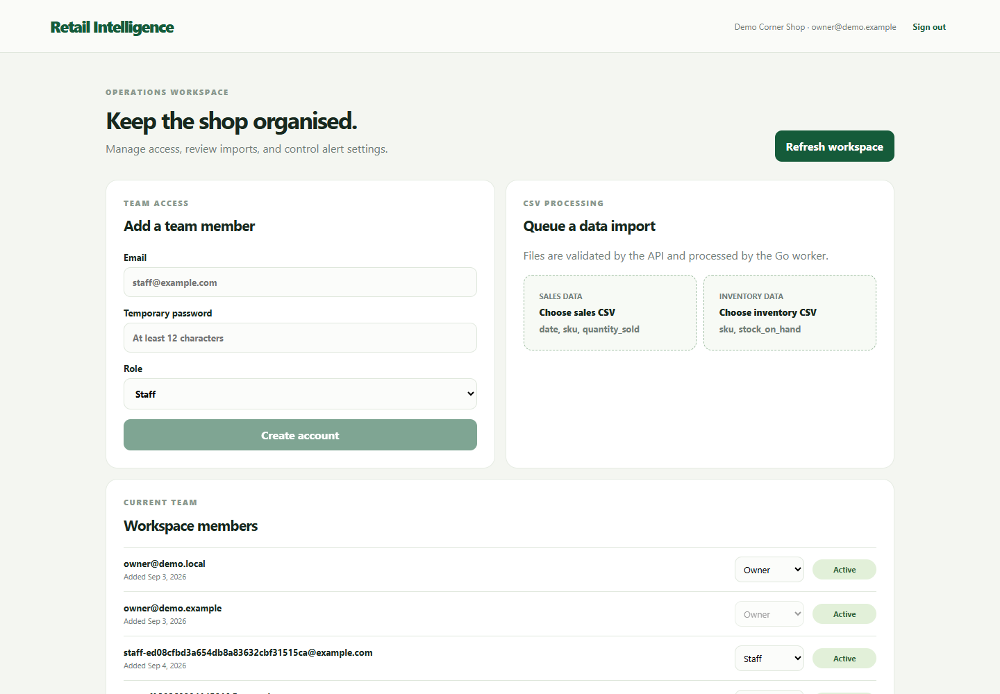 Retail Intelligence
Demo Corner Shop · owner@demo.example
Sign out
OPERATIONS WORKSPACE
Keep the shop organised.
Manage access, review imports, and control alert settings.
Refresh workspace
TEAM ACCESS
Add a team member
Email
staff@example.com
Temporary password
At least 12 characters
Role
Staff
Create account
CSV PROCESSING
Queue a data import
Files are validated by the API and processed by the Go worker.
SALES DATA
Choose sales CSV
date, sku, quantity_sold
INVENTORY DATA
Choose inventory CSV
sku, stock_on_hand
CURRENT TEAM
Workspace members
owner@demo.local
Added Sep 3, 2026
Owner
Active
owner@demo.example
Added Sep 3, 2026
Owner
Active
staff-ed08cfbd3a654db8a83632cbf31515ca@example.com
Added Sep 4, 2026
Staff
Active